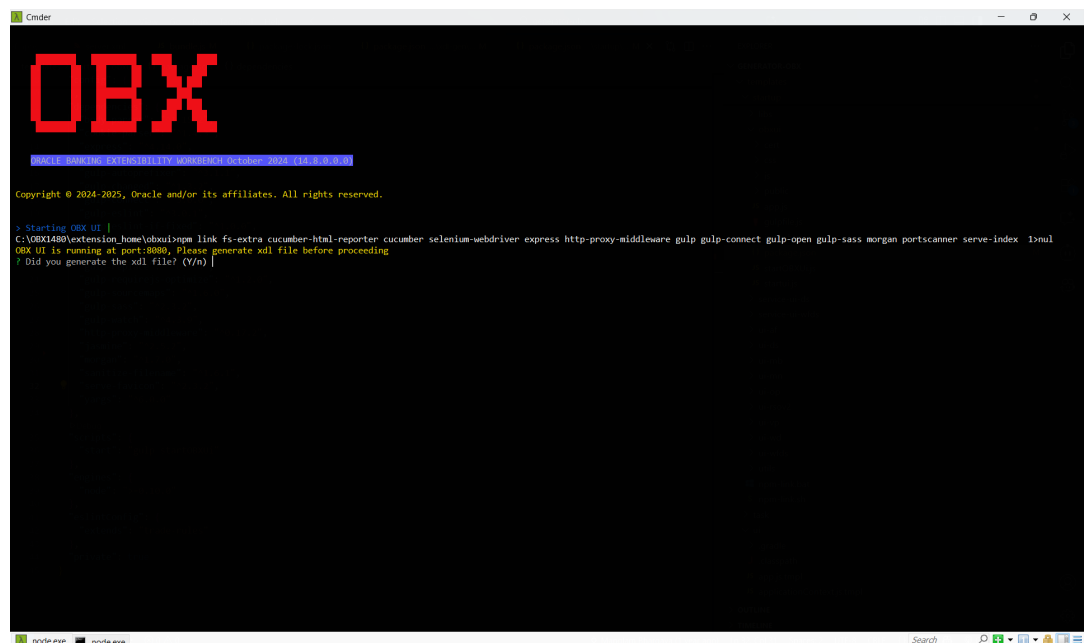 Cmder
OBX
ORACLE BANKING EXTENSIBILITY WORKBENCH October 2024 (14.8.0.0.0)
Copyright © 2024-2025, Oracle and/or its affiliates. All rights reserved.
> Starting OBX UI |
C:\OBX1480\extension_home\obxui>npm link fs-extra cucumber-html-reporter cucumber selenium-webdriver express http-proxy-middleware gulp gulp-connect gulp-open gulp-sass morgan portscanner serve-index 1>nul
OBX UI is running at port:8080, Please generate xdl file before proceeding
? Did you generate the xdl file? (Y/n)
node.exe node.exe Search